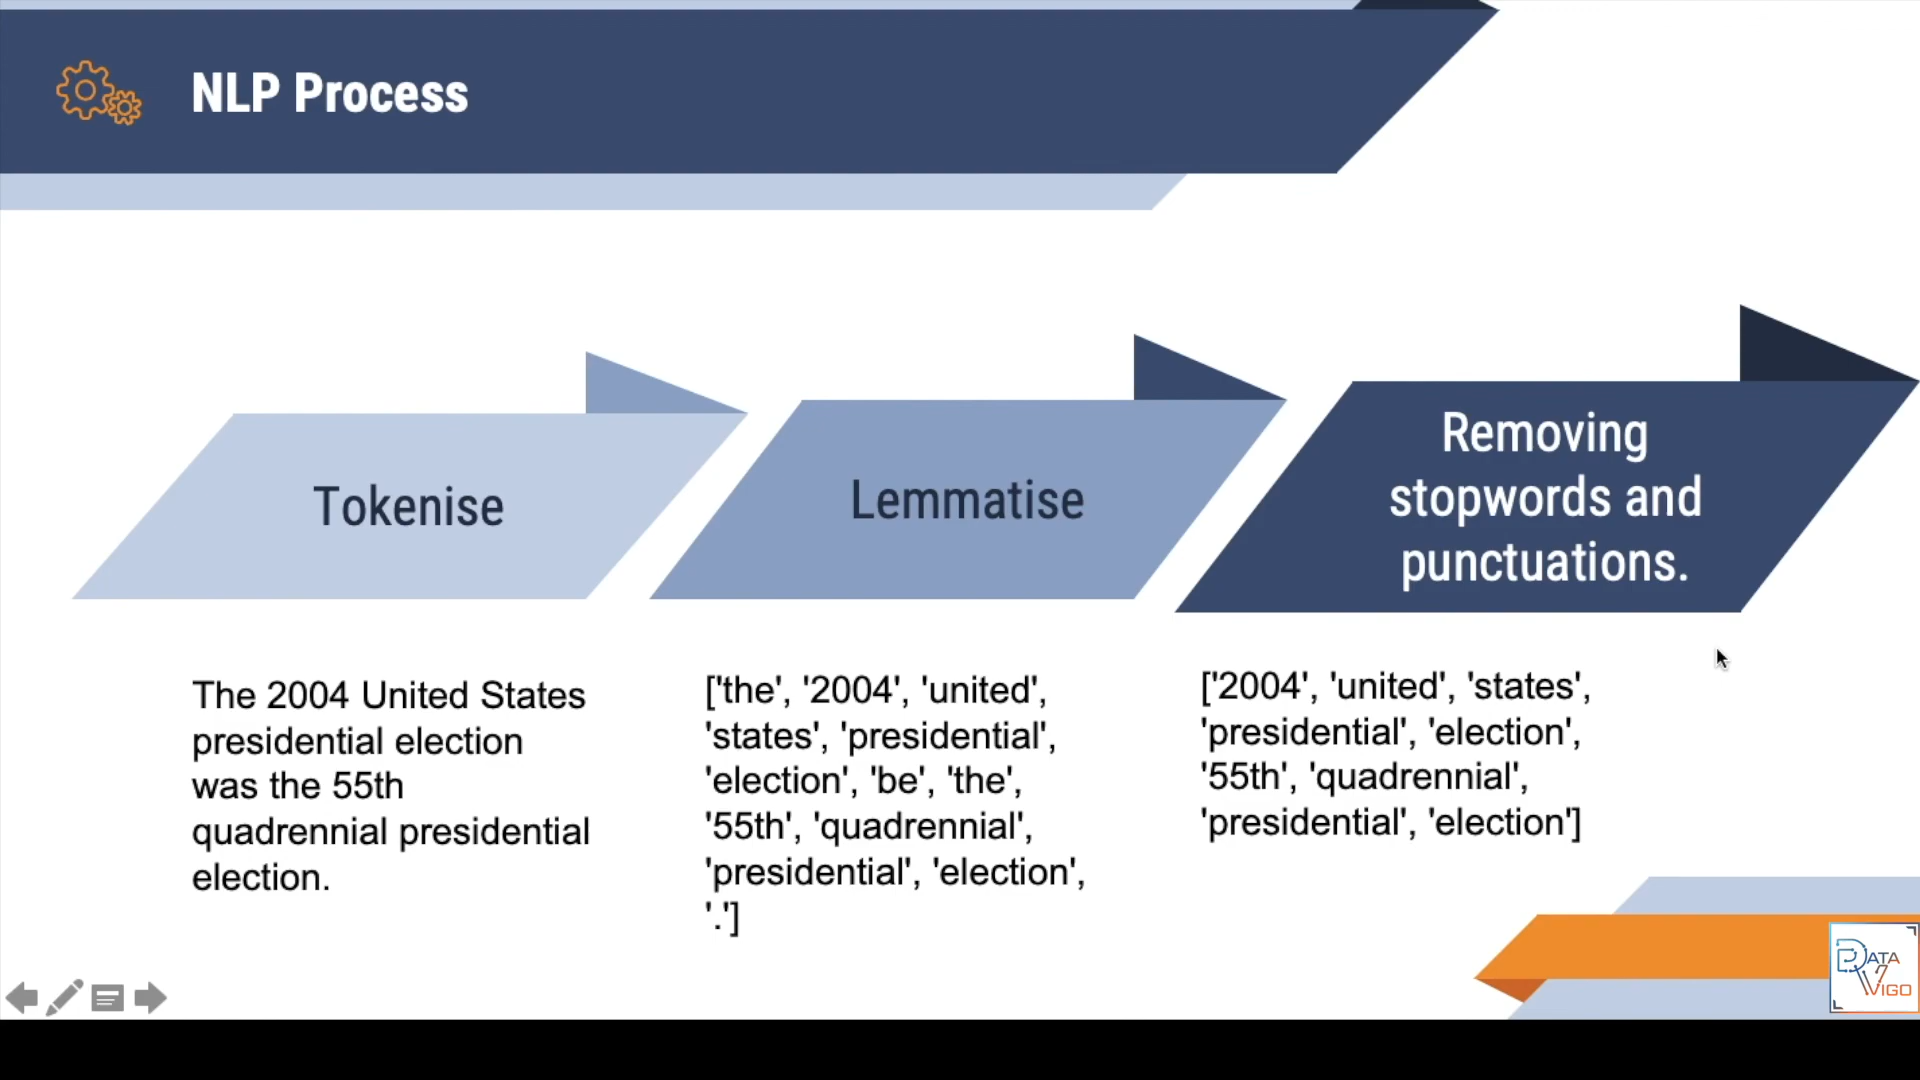 NLP Process
Tokenise
Lemmatise
Removing
stopwords and
punctuations.
The 2004 United States
presidential election
was the 55th
quadrennial presidential
election.
['the', '2004', 'united',
'states', 'presidential',
'election', 'be', 'the',
'55th', 'quadrennial',
'presidential', 'election',
'.']
['2004', 'united', 'states',
'presidential', 'election',
'55th', 'quadrennial',
'presidential', 'election']
DATA
VIGO